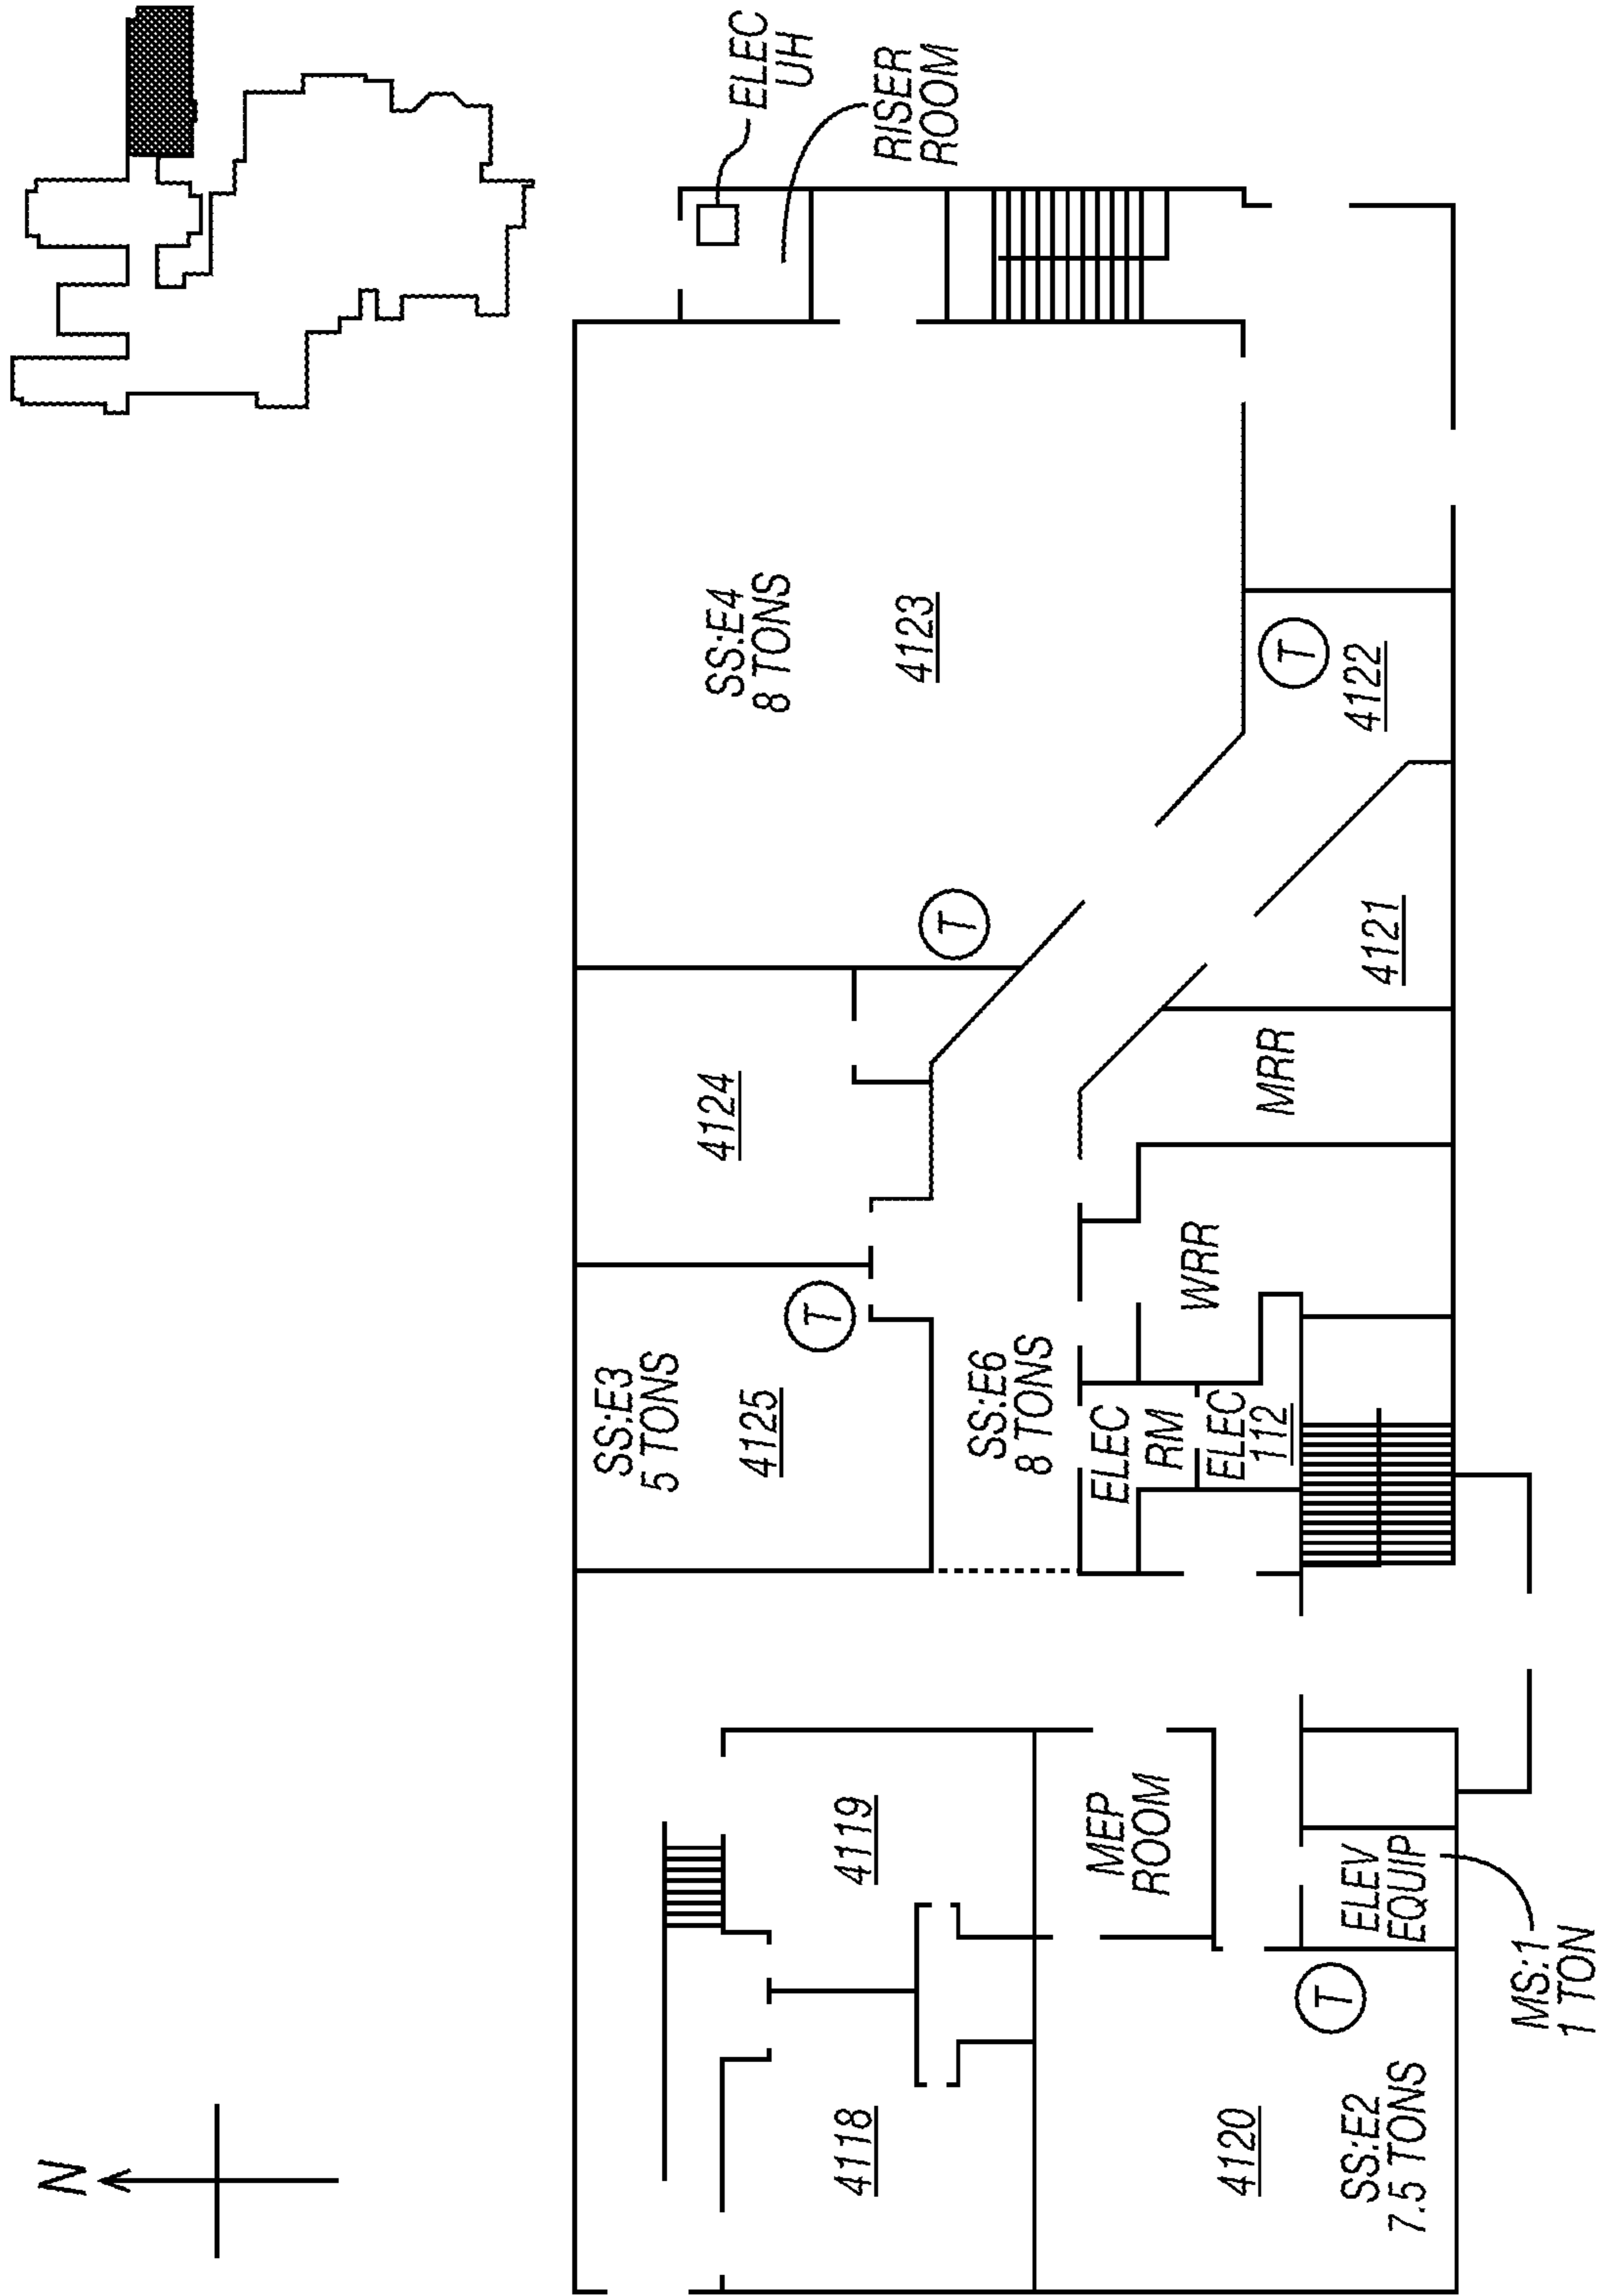 N
ELEC
UH
RISER
ROOM
SS:E4
8 TONS
4123
T
4122
T
4121
4124
MRR
T
WRR
SS:E3
5 TONS
4125
SS:E6
8 TONS
ELEC
RM
ELEC
112
4119
MEP
ROOM
ELEV
EQUIP
MS:1
1 TON
T
4118
4120
SS:E2
7.5 TONS